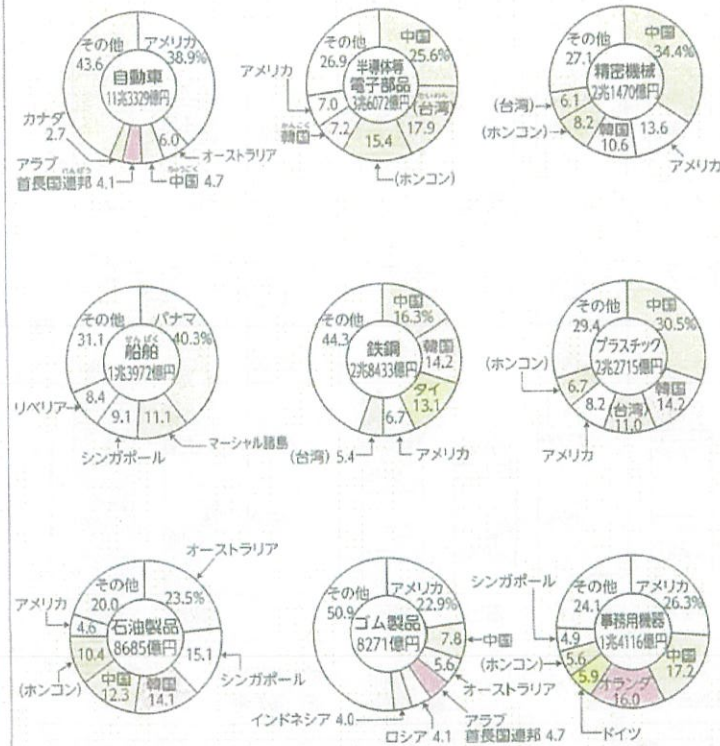 その他
43.6
アメリカ
38.9%
自動車
11兆3329億円
カナダ
2.7
アラブ
首長国連邦 4.1
れんぽう
中国 4.7
ちゅうごく
6.0
オーストラリア
その他
26.9
中国
25.6%
半導体等
電子部品
3兆6072億円
アメリカ
7.0
韓国
かんこく
7.2
15.4
(ホンコン)
(台湾)
たいわん
17.9
その他
27.1
中国
34.4%
精密機械
2兆1470億円
(台湾)
6.1
(ホンコン)
8.2
韓国
10.6
13.6
アメリカ
その他
31.1
パナマ
40.3%
せんぱく
船舶
1兆3972億円
リベリア
8.4
9.1
シンガポール
11.1
マーシャル諸島
その他
44.3
中国
16.3%
鉄鋼
2兆8433億円
韓国
14.2
タイ
13.1
6.7
アメリカ
(台湾) 5.4
その他
29.4
中国
30.5%
プラスチック
2兆2715億円
(ホンコン)
6.7
8.2
アメリカ
(台湾)
11.0
韓国
14.2
オーストラリア
その他
20.0
23.5%
石油製品
8685億円
アメリカ
4.6
(ホンコン)
10.4
中国
12.3
韓国
14.1
15.1
シンガポール
その他
50.9
アメリカ
22.9%
ゴム製品
8271億円
7.8
中国
5.6
オーストラリア
アラブ
首長国連邦 4.7
ロシア 4.1
インドネシア 4.0
シンガポール
その他
24.1
アメリカ
26.3%
事務用機器
1兆4116億円
4.9
(ホンコン)
5.6
5.9
ドイツ
オランダ
16.0
中国
17.2